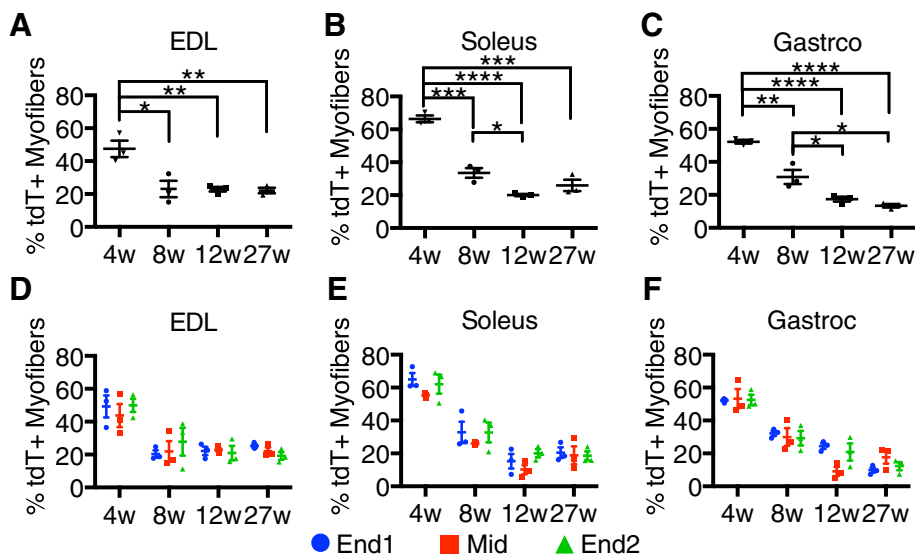 A
EDL
% tdT+ Myofibers
80
60
40
20
0
**
**
*
4w 8w 12w 27w
B
Soleus
% tdT+ Myofibers
80
60
40
20
0
***
****
***
*
4w 8w 12w 27w
C
Gastrco
% tdT+ Myofibers
80
60
40
20
0
****
****
**
*
*
4w 8w 12w 27w
D
EDL
% tdT+ Myofibers
80
60
40
20
0
4w 8w 12w 27w
E
Soleus
% tdT+ Myofibers
80
60
40
20
0
4w 8w 12w 27w
F
Gastroc
% tdT+ Myofibers
80
60
40
20
0
4w 8w 12w 27w
End1 Mid End2